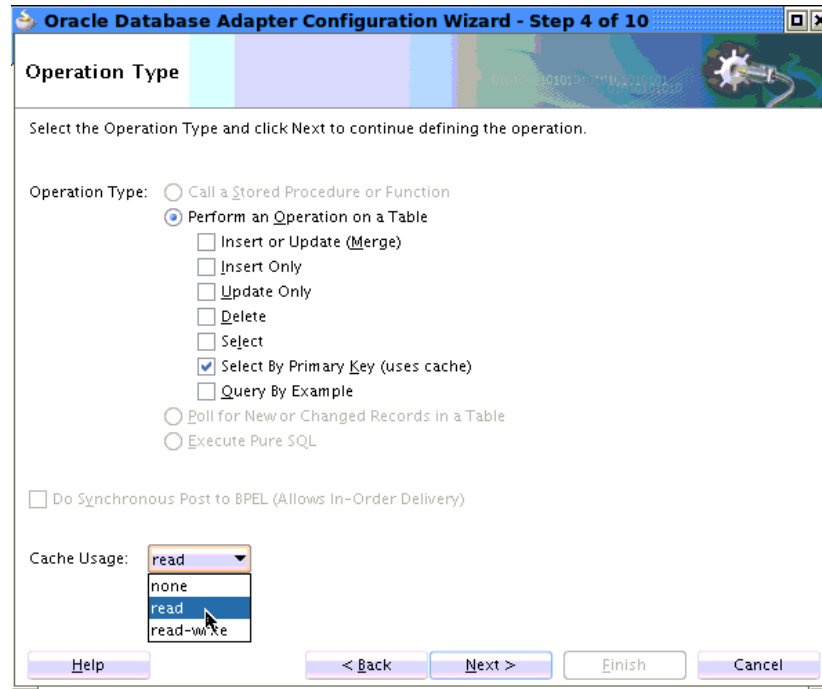 Oracle Database Adapter Configuration Wizard - Step 4 of 10
Operation Type
Select the Operation Type and click Next to continue defining the operation.
Operation Type:
Call a Stored Procedure or Function
Perform an Operation on a Table
Insert or Update (Merge)
Insert Only
Update Only
Delete
Select
Select By Primary Key (uses cache)
Query By Example
Poll for New or Changed Records in a Table
Execute Pure SQL
Do Synchronous Post to BPEL (Allows In-Order Delivery)
Cache Usage: read
none
read
read-write
Help < Back Next > Finish Cancel